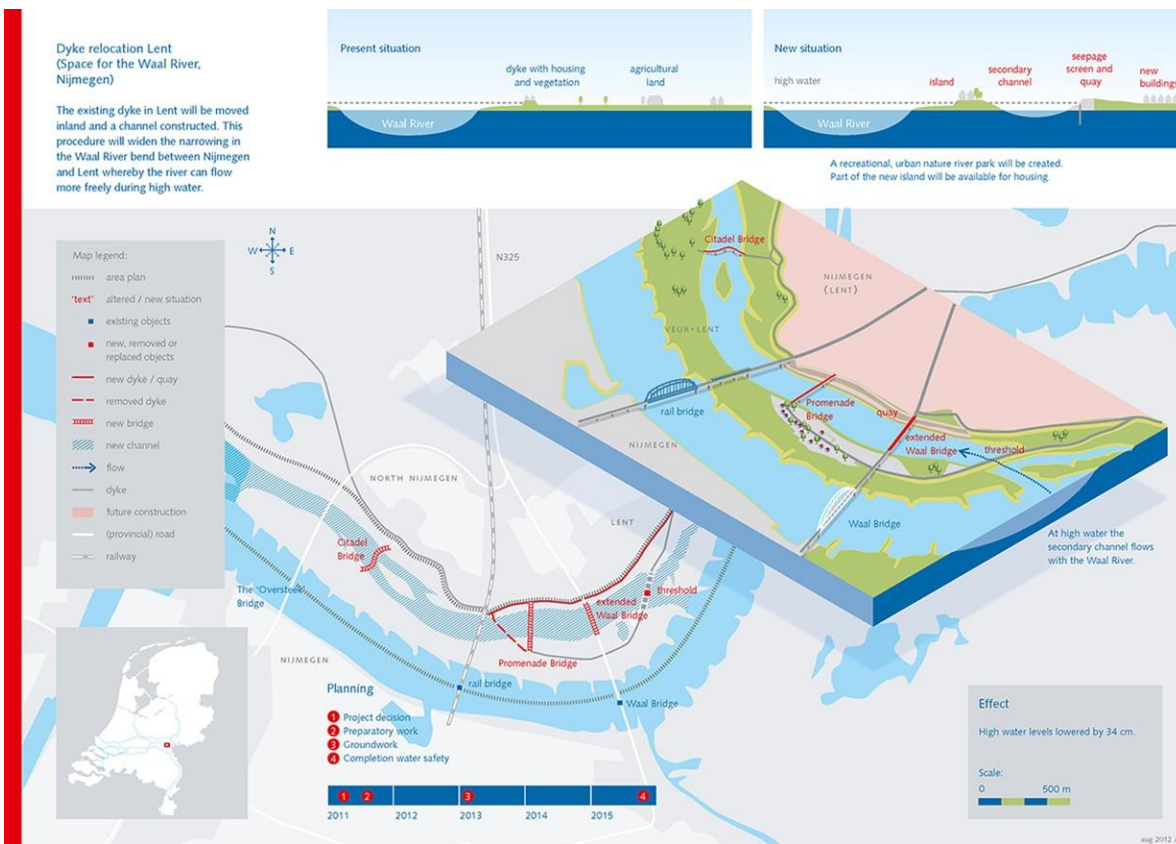 Dyke relocation Lent
(Space for the Waal River,
Nijmegen)
The existing dyke in Lent will be moved
inland and a channel constructed. This
procedure will widen the narrowing in
the Waal River bend between Nijmegen
and Lent whereby the river can flow
more freely during high water.
Present situation
dyke with housing
and vegetation
agricultural
land
Waal River
New situation
high water
island
secondary
channel
seepage
screen and
quay
new
buildings
Waal River
A recreational, urban nature river park will be created.
Part of the new island will be available for housing.
Map legend:
area plan
'text' altered / new situation
existing objects
new, removed or
replaced objects
new dyke / quay
removed dyke
new bridge
new channel
flow
dyke
future construction
(provincial) road
railway
N
W E
S
N325
Citadel Bridge
NIJMEGEN
(LENT)
VEUR-LENT
rail bridge
Promenade
Bridge
quay
extended
Waal Bridge
threshold
NIJMEGEN
Waal Bridge
At high water the
secondary channel flows
with the Waal River.
NORTH NIJMEGEN
LENT
Citadel
Bridge
The 'Oversteek'
Bridge
extended
Waal Bridge
threshold
Promenade Bridge
NIJMEGEN
rail bridge
Waal Bridge
Planning
1 Project decision
2 Preparatory work
3 Groundwork
4 Completion water safety
1 2 3 4
2011 2012 2013 2014 2015
Effect
High water levels lowered by 34 cm.
Scale:
0 500 m
aug 2012